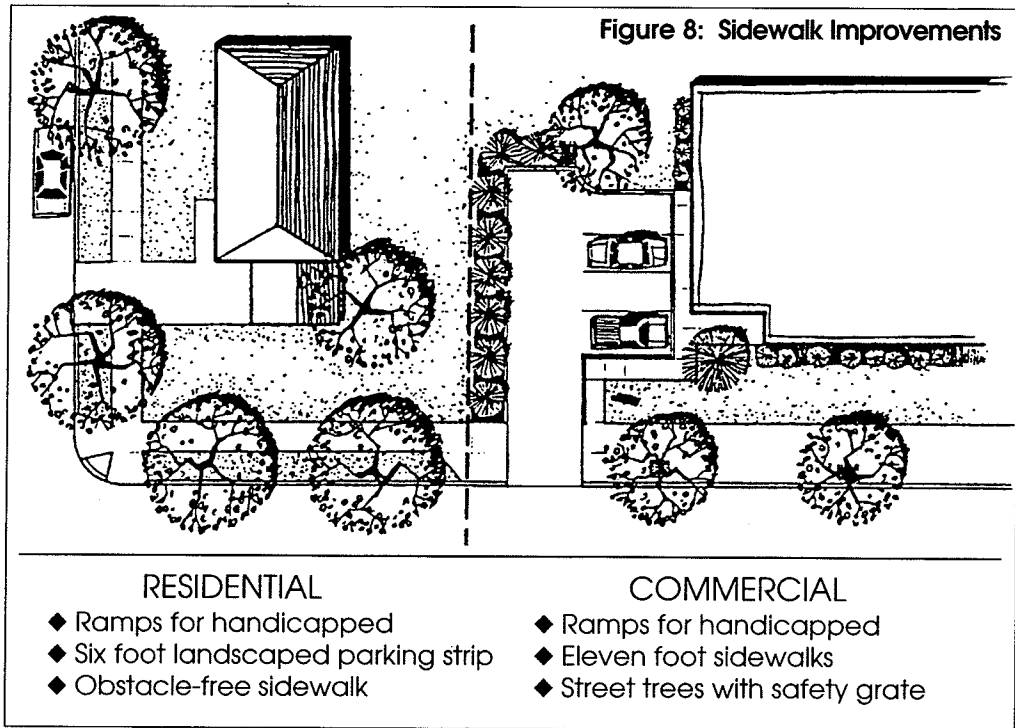 Figure 8: Sidewalk Improvements
RESIDENTIAL
◆ Ramps for handicapped
◆ Six foot landscaped parking strip
◆ Obstacle-free sidewalk
COMMERCIAL
◆ Ramps for handicapped
◆ Eleven foot sidewalks
◆ Street trees with safety grate